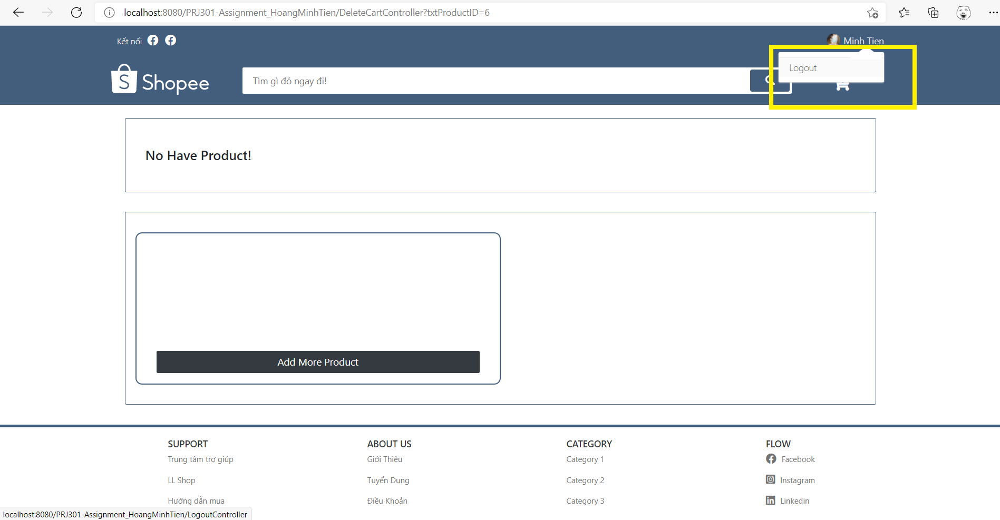 localhost:8080/PRJ301-Assignment_HoangMinhTien/DeleteCartController?txtProductID=6
Kết nối
Minh Tien
Logout
S Shopee
Tìm gì đó ngay đi!
No Have Product!
Add More Product
SUPPORT
Trung tâm trợ giúp
LL Shop
Hướng dẫn mua
ABOUT US
Giới Thiệu
Tuyển Dụng
Điều Khoản
CATEGORY
Category 1
Category 2
Category 3
FLOW
Facebook
Instagram
Linkedin
localhost:8080/PRJ301-Assignment_HoangMinhTien/LogoutController